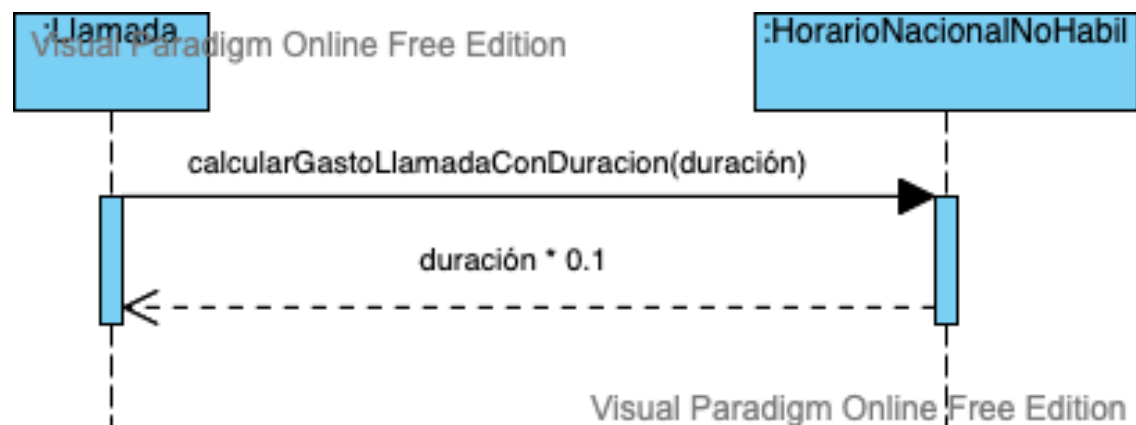 :Llamada
:HorarioNacionalNoHabil
Visual Paradigm Online Free Edition
calcularGastoLlamadaConDuracion(duración)
duración * 0.1
Visual Paradigm Online Free Edition